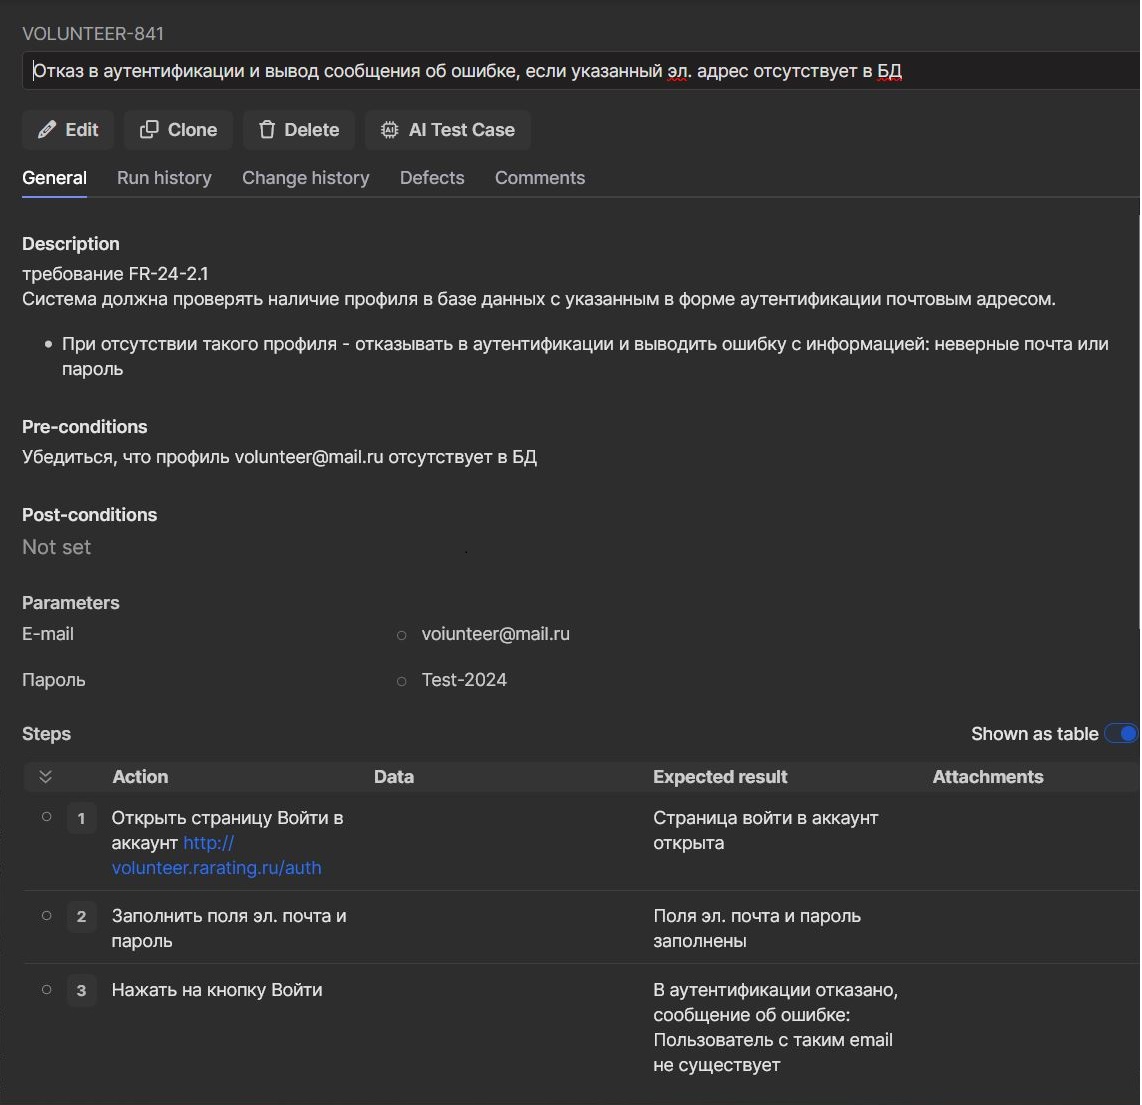 VOLUNTEER-841
Отказ в аутентификации и вывод сообщения об ошибке, если указанный эл. адрес отсутствует в БД
Edit Clone Delete AI Test Case
General Run history Change history Defects Comments
Description
требование FR-24-2.1
Система должна проверять наличие профиля в базе данных с указанным в форме аутентификации почтовым адресом.
• При отсутствии такого профиля - отказывать в аутентификации и выводить ошибку с информацией: неверные почта или
пароль
Pre-conditions
Убедиться, что профиль volunteer@mail.ru отсутствует в БД
Post-conditions
Not set
Parameters
E-mail voiunteer@mail.ru
Пароль Test-2024
Steps Shown as table
Action Data Expected result Attachments
1 Открыть страницу Войти в Страница войти в аккаунт
аккаунт http:// открыта
volunteer.rarating.ru/auth
2 Заполнить поля эл. почта и Поля эл. почта и пароль
пароль заполнены
3 Нажать на кнопку Войти В аутентификации отказано,
сообщение об ошибке:
Пользователь с таким email
не существует